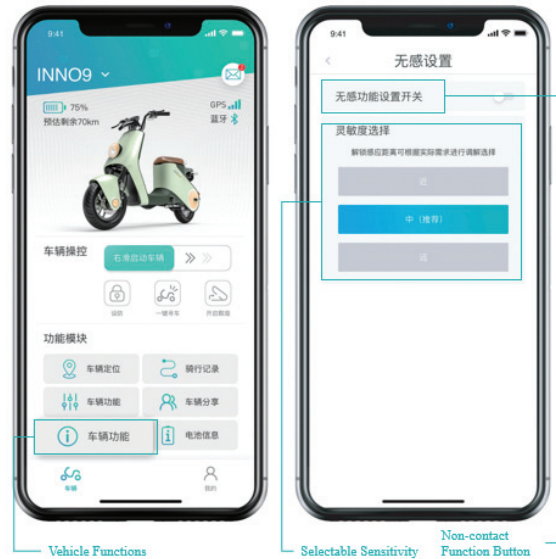 9:41
INNO9
75%
预估剩余70km
GPS
蓝牙
车辆操控
右滑启动车辆
设防
一键寻车
开启鞍座
功能模块
车辆定位
骑行记录
车辆功能
车辆分享
车辆功能
电池信息
车辆
我的
Vehicle Functions
9:41
无感设置
无感功能设置开关
灵敏度选择
解锁感应距离可根据实际需求进行调解选择
近
中（推荐）
远
Selectable Sensitivity
Non-contact
Function Button